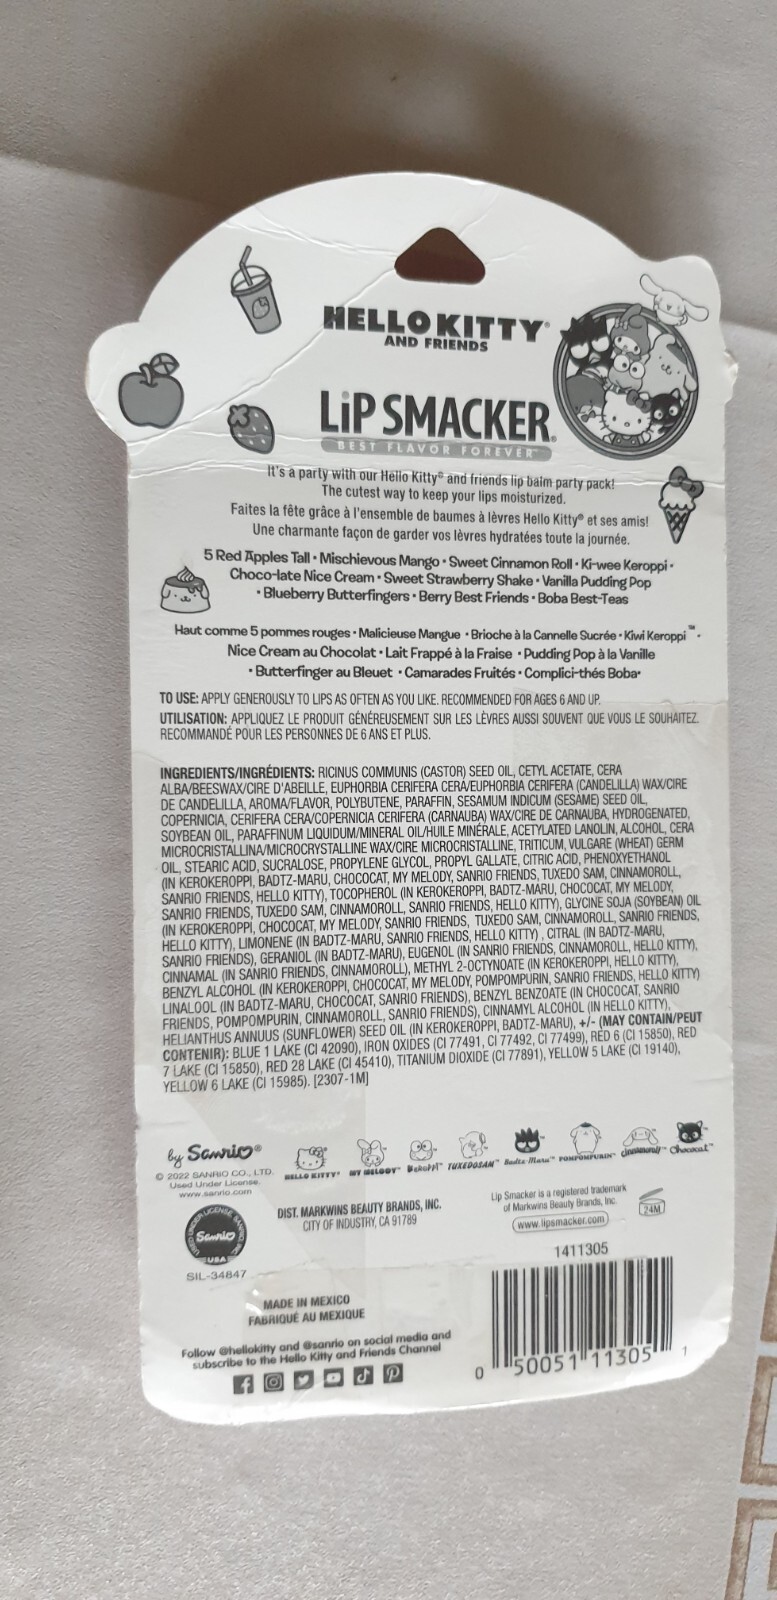 HELLO KITTY®
AND FRIENDS
LiP SMACKER®
BEST FLAVOR FOREVER™
It's a party with our Hello Kitty® and friends lip balm party pack!
The cutest way to keep your lips moisturized.
Faites la fête grâce à l'ensemble de baumes à lèvres Hello Kitty® et ses amis!
Une charmante façon de garder vos lèvres hydratées toute la journée.
5 Red Apples Tall • Mischievous Mango • Sweet Cinnamon Roll • Ki-wee Keroppi •
Choco-late Nice Cream • Sweet Strawberry Shake • Vanilla Pudding Pop
• Blueberry Butterfingers • Berry Best Friends • Boba Best-Teas
Haut comme 5 pommes rouges • Malicieuse Mangue • Brioche à la Cannelle Sucrée • Kiwi Keroppi™ •
Nice Cream au Chocolat • Lait Frappé à la Fraise • Pudding Pop à la Vanille
• Butterfinger au Bleuet • Camarades Fruités • Complici-thés Boba•
TO USE: APPLY GENEROUSLY TO LIPS AS OFTEN AS YOU LIKE. RECOMMENDED FOR AGES 6 AND UP.
UTILISATION: APPLIQUEZ LE PRODUIT GÉNÉREUSEMENT SUR LES LÈVRES AUSSI SOUVENT QUE VOUS LE SOUHAITEZ.
RECOMMANDÉ POUR LES PERSONNES DE 6 ANS ET PLUS.
INGREDIENTS/INGRÉDIENTS: RICINUS COMMUNIS (CASTOR) SEED OIL, CETYL ACETATE, CERA
ALBA/BEESWAX/CIRE D'ABEILLE, EUPHORBIA CERIFERA CERA/EUPHORBIA CERIFERA (CANDELILLA) WAX/CIRE
DE CANDELILLA, AROMA/FLAVOR, POLYBUTENE, PARAFFIN, SESAMUM INDICUM (SESAME) SEED OIL,
COPERNICIA, CERIFERA CERA/COPERNICIA CERIFERA (CARNAUBA) WAX/CIRE DE CARNAUBA, HYDROGENATED,
SOYBEAN OIL, PARAFFINUM LIQUIDUM/MINERAL OIL/HUILE MINÉRALE, ACETYLATED LANOLIN, ALCOHOL, CERA
MICROCRISTALLINA/MICROCRYSTALLINE WAX/CIRE MICROCRISTALLINE, TRITICUM, VULGARE (WHEAT) GERM
OIL, STEARIC ACID, SUCRALOSE, PROPYLENE GLYCOL, PROPYL GALLATE, CITRIC ACID, PHENOXYETHANOL
(IN KEROKEROPPI, BADTZ-MARU, CHOCOCAT, MY MELODY, SANRIO FRIENDS, TUXEDO SAM, CINNAMOROLL,
SANRIO FRIENDS, HELLO KITTY), TOCOPHEROL (IN KEROKEROPPI, BADTZ-MARU, CHOCOCAT, MY MELODY,
SANRIO FRIENDS, TUXEDO SAM, CINNAMOROLL, SANRIO FRIENDS, HELLO KITTY), GLYCINE SOJA (SOYBEAN) OIL
(IN KEROKEROPPI, CHOCOCAT, MY MELODY, SANRIO FRIENDS, TUXEDO SAM, CINNAMOROLL, SANRIO FRIENDS,
HELLO KITTY), LIMONENE (IN BADTZ-MARU, SANRIO FRIENDS, HELLO KITTY) , CITRAL (IN BADTZ-MARU,
SANRIO FRIENDS), GERANIOL (IN BADTZ-MARU), EUGENOL (IN SANRIO FRIENDS, CINNAMOROLL, HELLO KITTY),
CINNAMAL (IN SANRIO FRIENDS, CINNAMOROLL), METHYL 2-OCTYNOATE (IN KEROKEROPPI, HELLO KITTY),
BENZYL ALCOHOL (IN KEROKEROPPI, CHOCOCAT, MY MELODY, POMPOMPURIN, SANRIO FRIENDS, HELLO KITTY)
LINALOOL (IN BADTZ-MARU, CHOCOCAT, SANRIO FRIENDS), BENZYL BENZOATE (IN CHOCOCAT, SANRIO
FRIENDS, POMPOMPURIN, CINNAMOROLL, SANRIO FRIENDS), CINNAMYL ALCOHOL (IN HELLO KITTY),
HELIANTHUS ANNUUS (SUNFLOWER) SEED OIL (IN KEROKEROPPI, BADTZ-MARU), +/- (MAY CONTAIN/PEUT
CONTENIR): BLUE 1 LAKE (CI 42090), IRON OXIDES (CI 77491, CI 77492, CI 77499), RED 6 (CI 15850), RED
7 LAKE (CI 15850), RED 28 LAKE (CI 45410), TITANIUM DIOXIDE (CI 77891), YELLOW 5 LAKE (CI 19140),
YELLOW 6 LAKE (CI 15985). [2307-1M]
by Sanrio®
© 2022 SANRIO CO., LTD.
Used Under License.
www.sanrio.com
HELLO KITTY® MY MELODY™ KeRoPPi™ TUXEDOSAM™ Badtz-Maru™ POMPOMPURIN™ cinnamoroll™ Chococat™
USED UNDER LICENSE SANRIO, INC.
Sanrio
USA
SIL-34847
DIST. MARKWINS BEAUTY BRANDS, INC.
CITY OF INDUSTRY, CA 91789
Lip Smacker is a registered trademark
of Markwins Beauty Brands, Inc.
www.lipsmacker.com
24M
1411305
MADE IN MEXICO
FABRIQUÉ AU MEXIQUE
Follow @hellokitty and @sanrio on social media and
subscribe to the Hello Kitty and Friends Channel
0 50051 11305 1